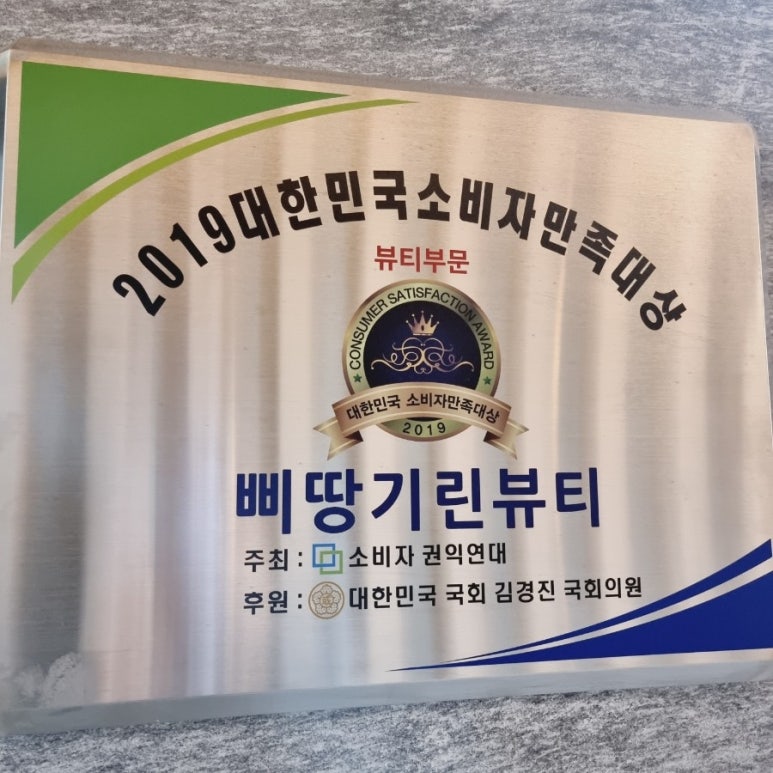 2019대한민국소비자만족대상
뷰티부문
CONSUMER SATISFACTION AWARD
대한민국 소비자만족대상
2019
삐땅기린뷰티
주최 : 소비자 권익연대
후원 : 대한민국 국회 김경진 국회의원